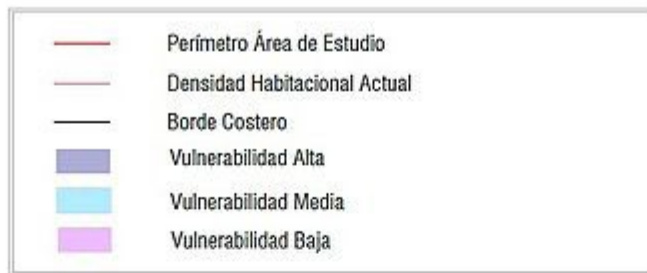 Perímetro Área de Estudio
Densidad Habitacional Actual
Borde Costero
Vulnerabilidad Alta
Vulnerabilidad Media
Vulnerabilidad Baja